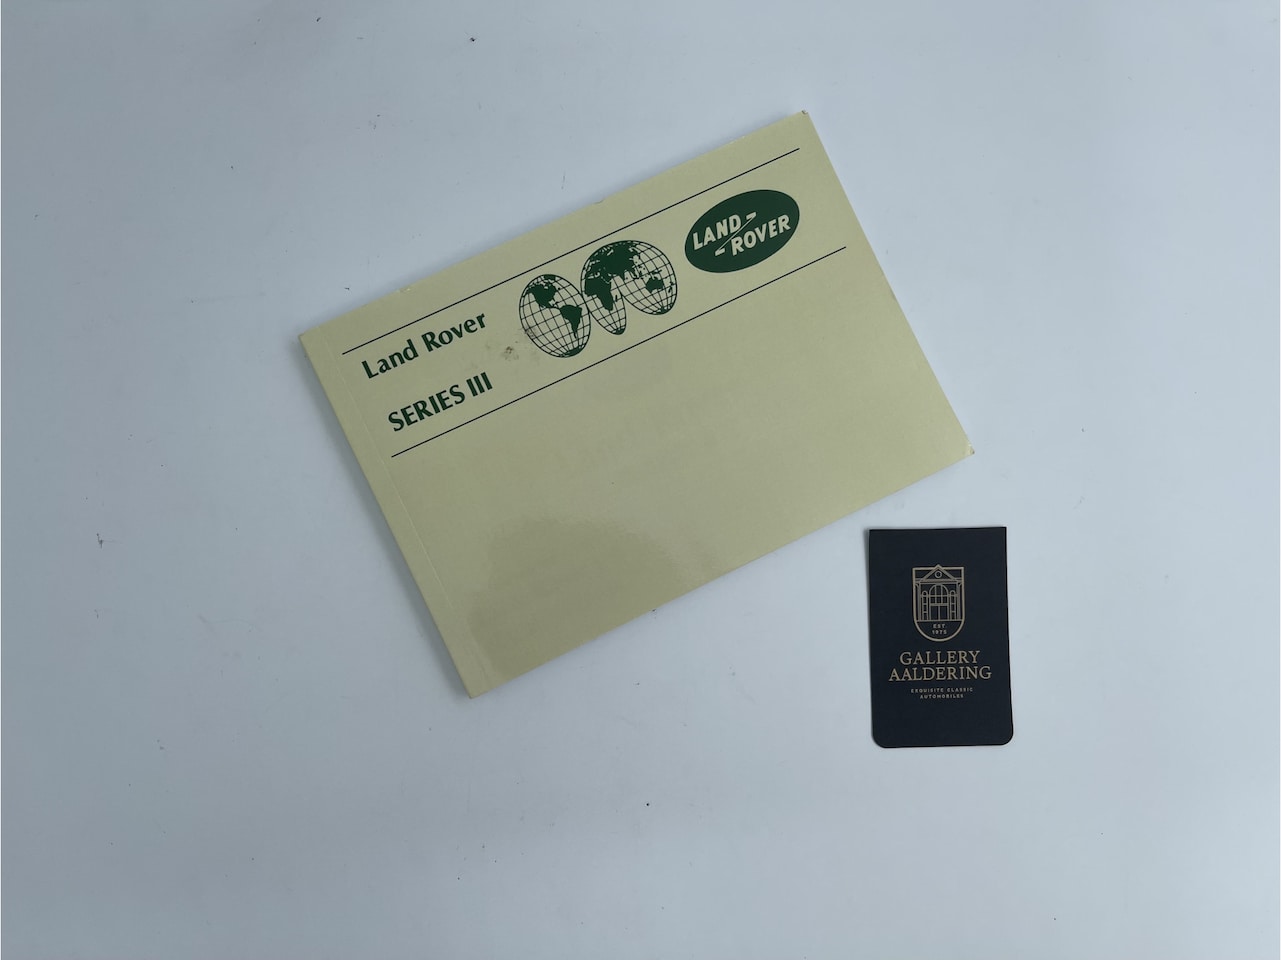 Land Rover
SERIES III
LAND-
-ROVER
EST.
1975
GALLERY
AALDERING
EXQUISITE CLASSIC
AUTOMOBILES